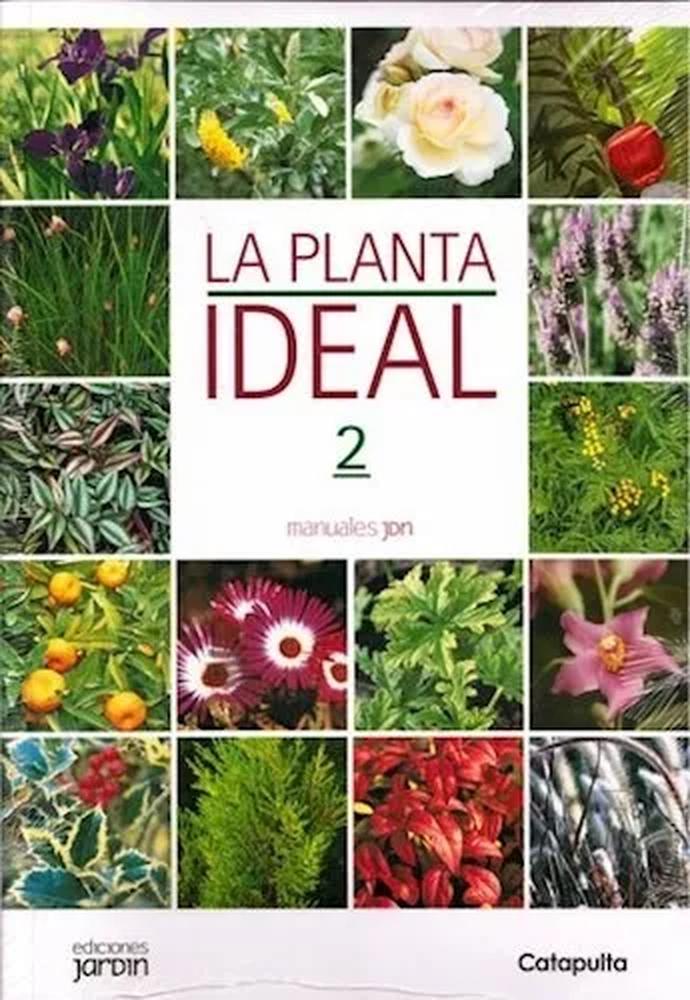 LA PLANTA
IDEAL
2
manuales JDN
ediciones
JARDIN
Catapulta